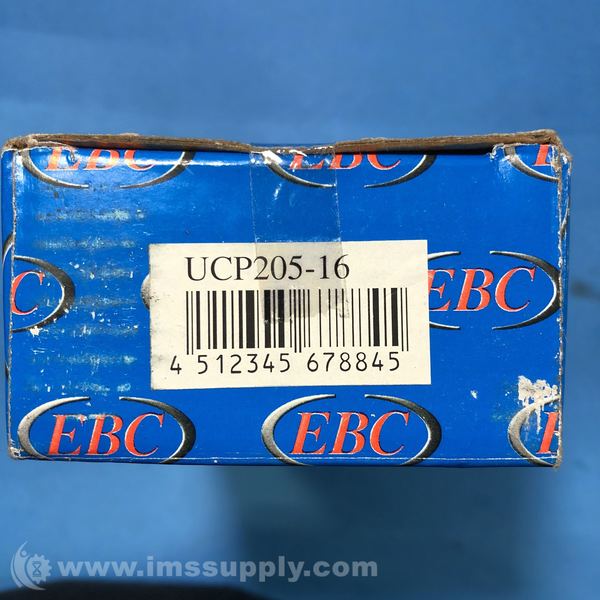 EBC EBC
UCP205-16
EBC
4 512345 678845
EBC EBC
www.imssupply.com